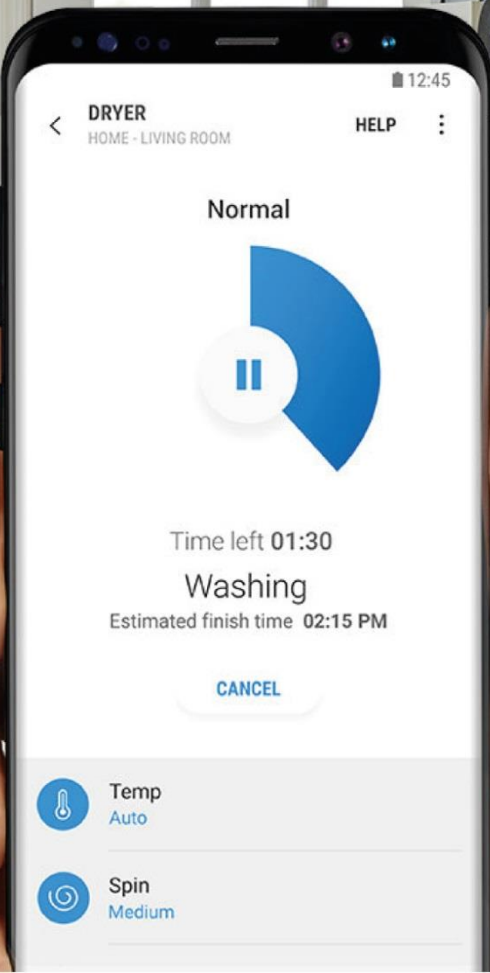 12:45
DRYER
HELP
HOME - LIVING ROOM
Normal
Time left 01:30
Washing
Estimated finish time 02:15 PM
CANCEL
Temp
Auto
Spin
Medium